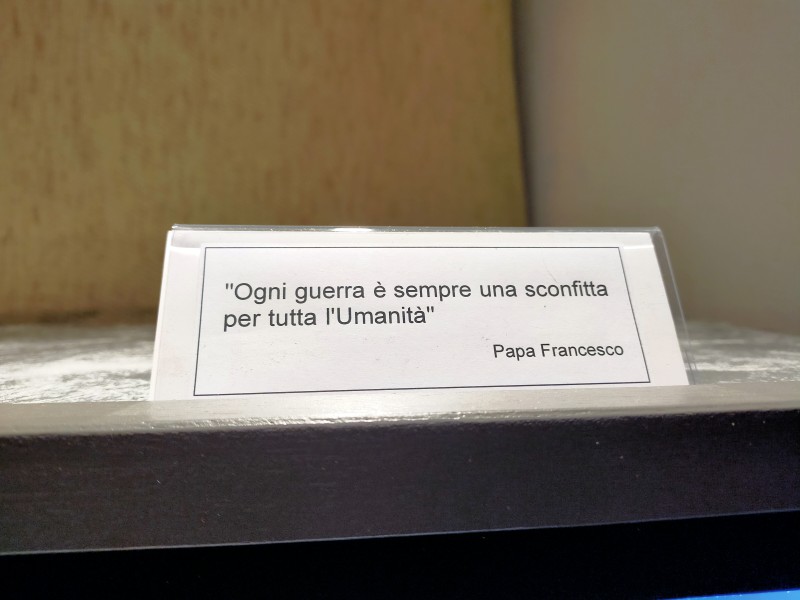 "Ogni guerra è sempre una sconfitta
per tutta l'Umanità"
Papa Francesco